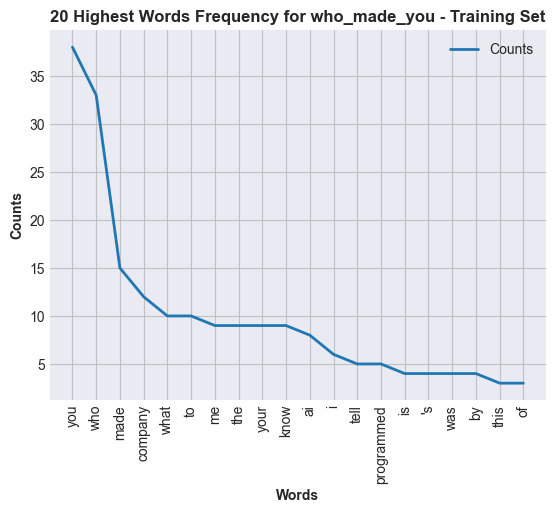 20 Highest Words Frequency for who_made_you - Training Set
Counts
Counts
35
30
25
20
15
10
5
you
who
made
company
what
to
me
the
your
know
ai
i
tell
programmed
is
's
was
by
this
of
Words